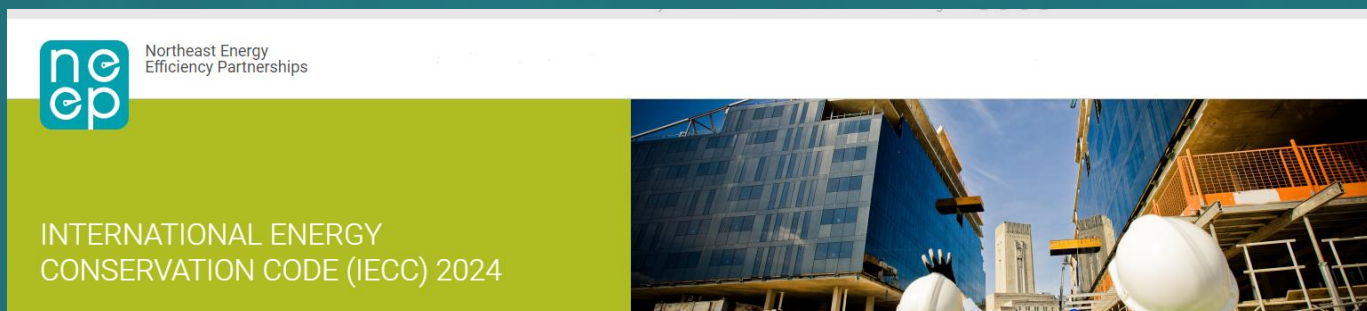 ne
ep
Northeast Energy
Efficiency Partnerships
INTERNATIONAL ENERGY
CONSERVATION CODE (IECC) 2024